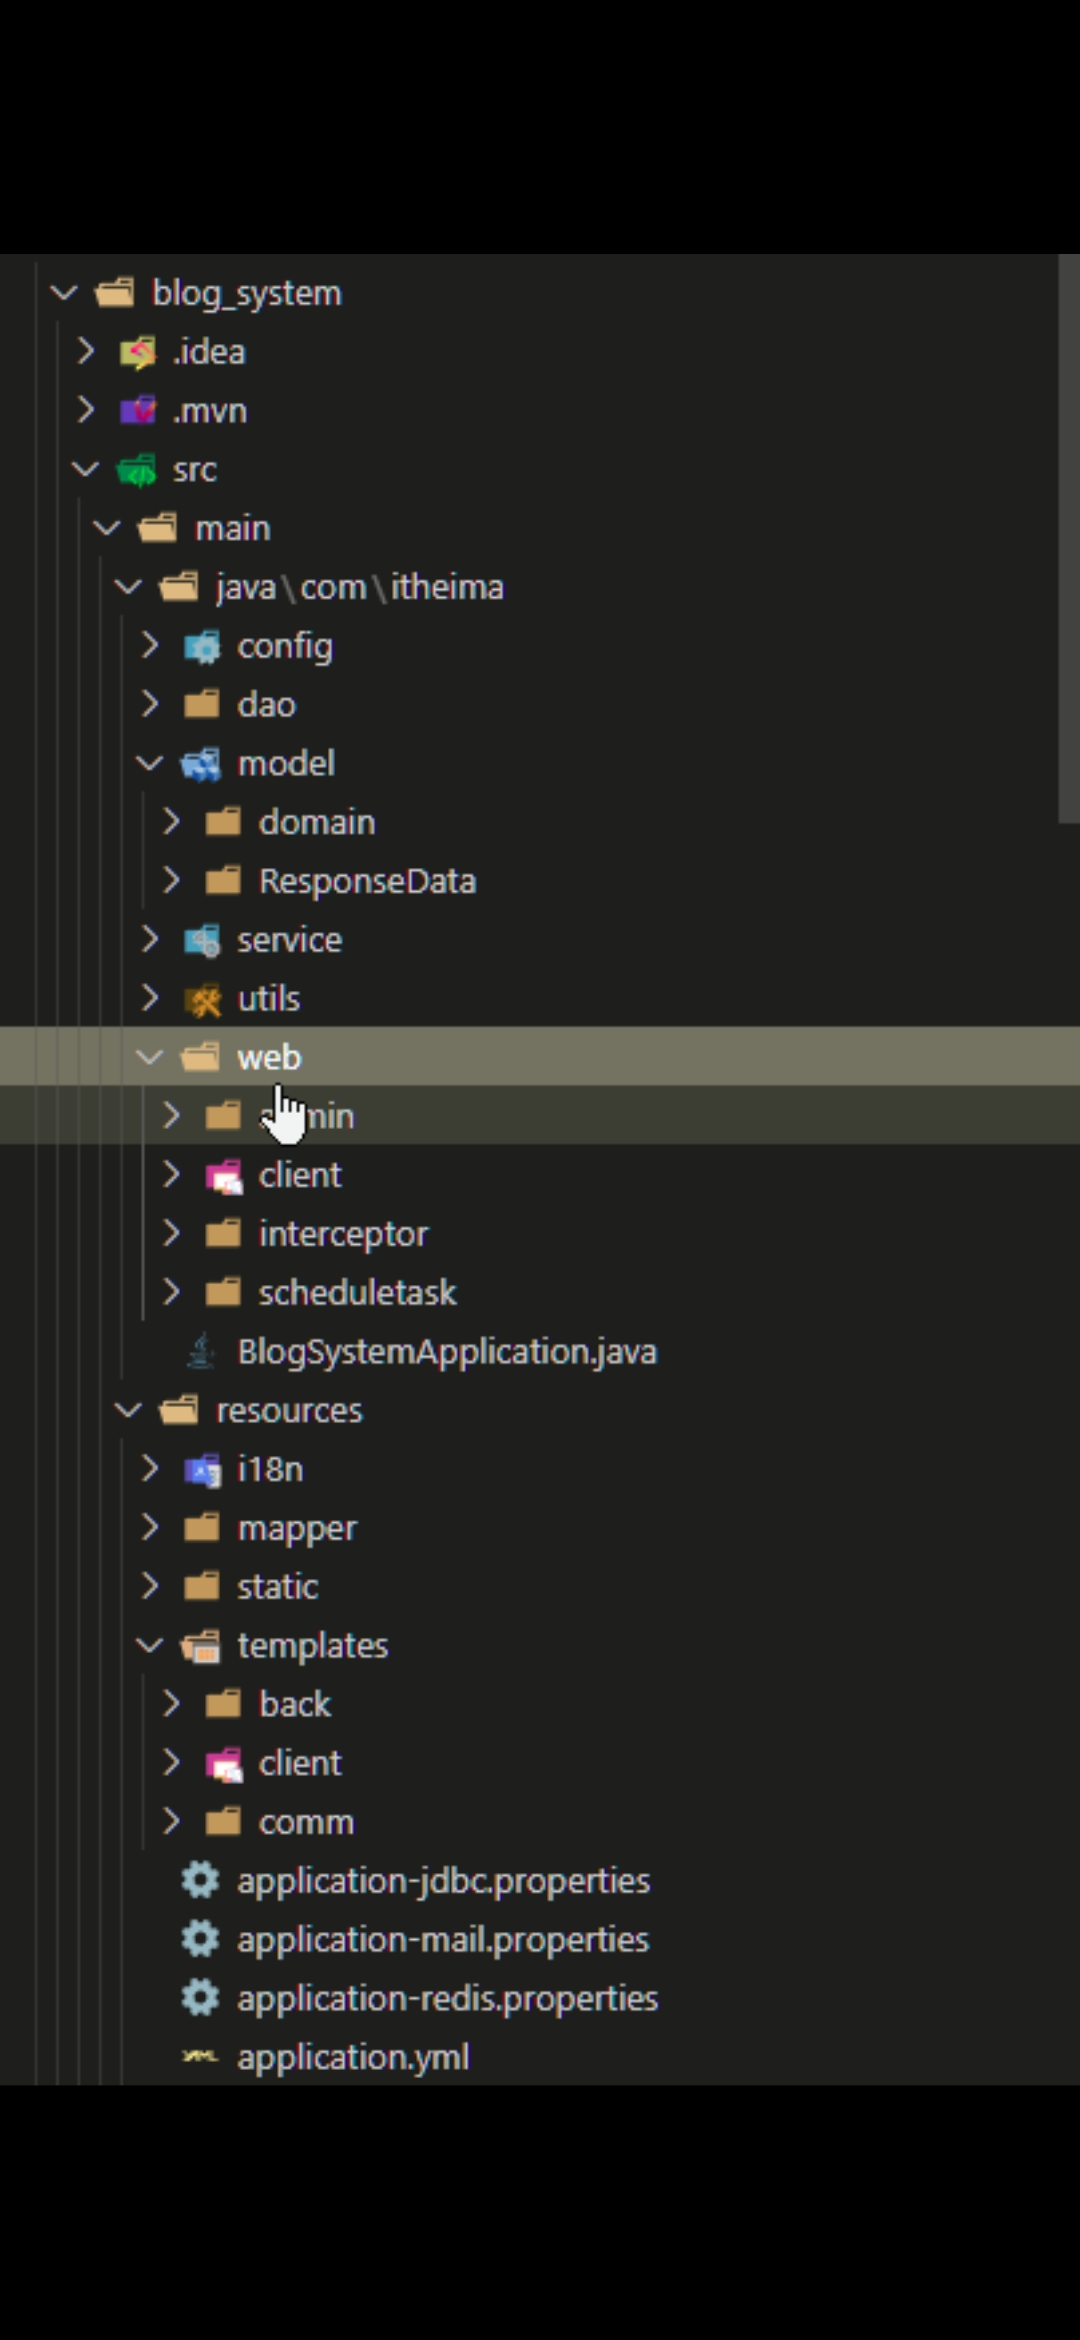 blog_system
.idea
.mvn
src
main
java\com\itheima
config
dao
model
domain
ResponseData
service
utils
web
client
interceptor
scheduletask
BlogSystemApplication.java
resources
i18n
mapper
static
templates
back
client
comm
application-jdbc.properties
application-mail.properties
application-redis.properties
application.yml